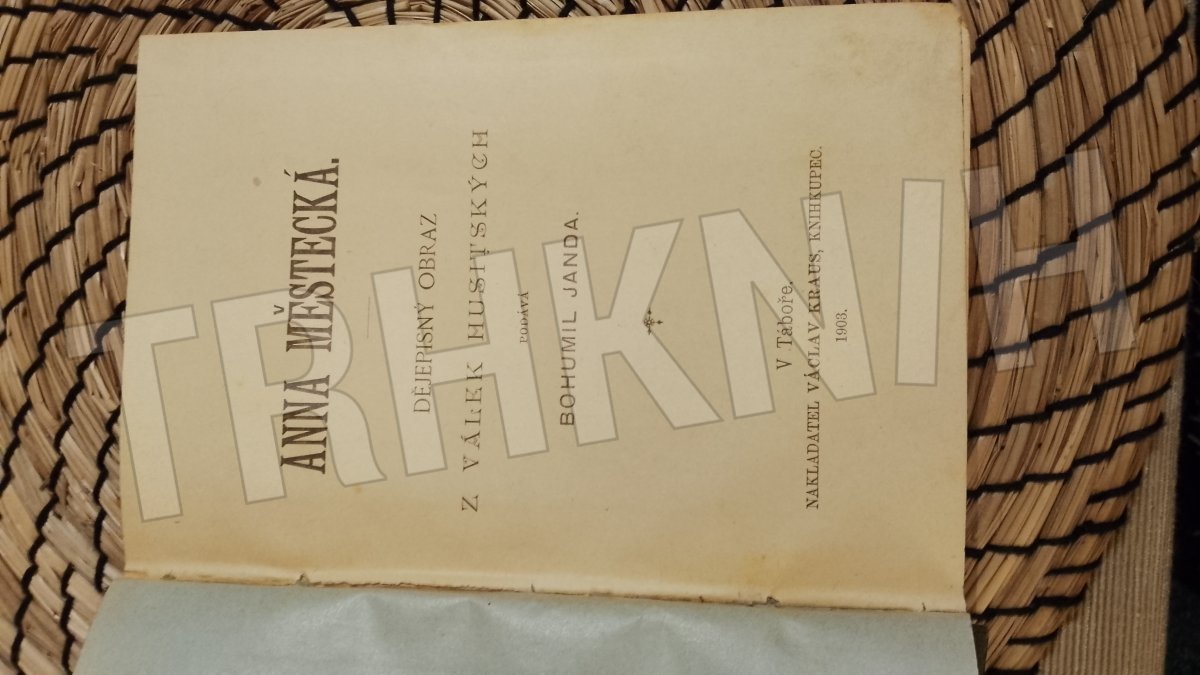 ANNA MĚSTECKÁ.
DĚJEPISNÝ OBRAZ
Z VÁLEK HUSITSKÝCH
PODÁVÁ
BOHUMIL JANDA.
V Táboře.
NAKLADATEL VÁCLAV KRAUS, KNIHKUPEC.
1903.
TRHKNIH